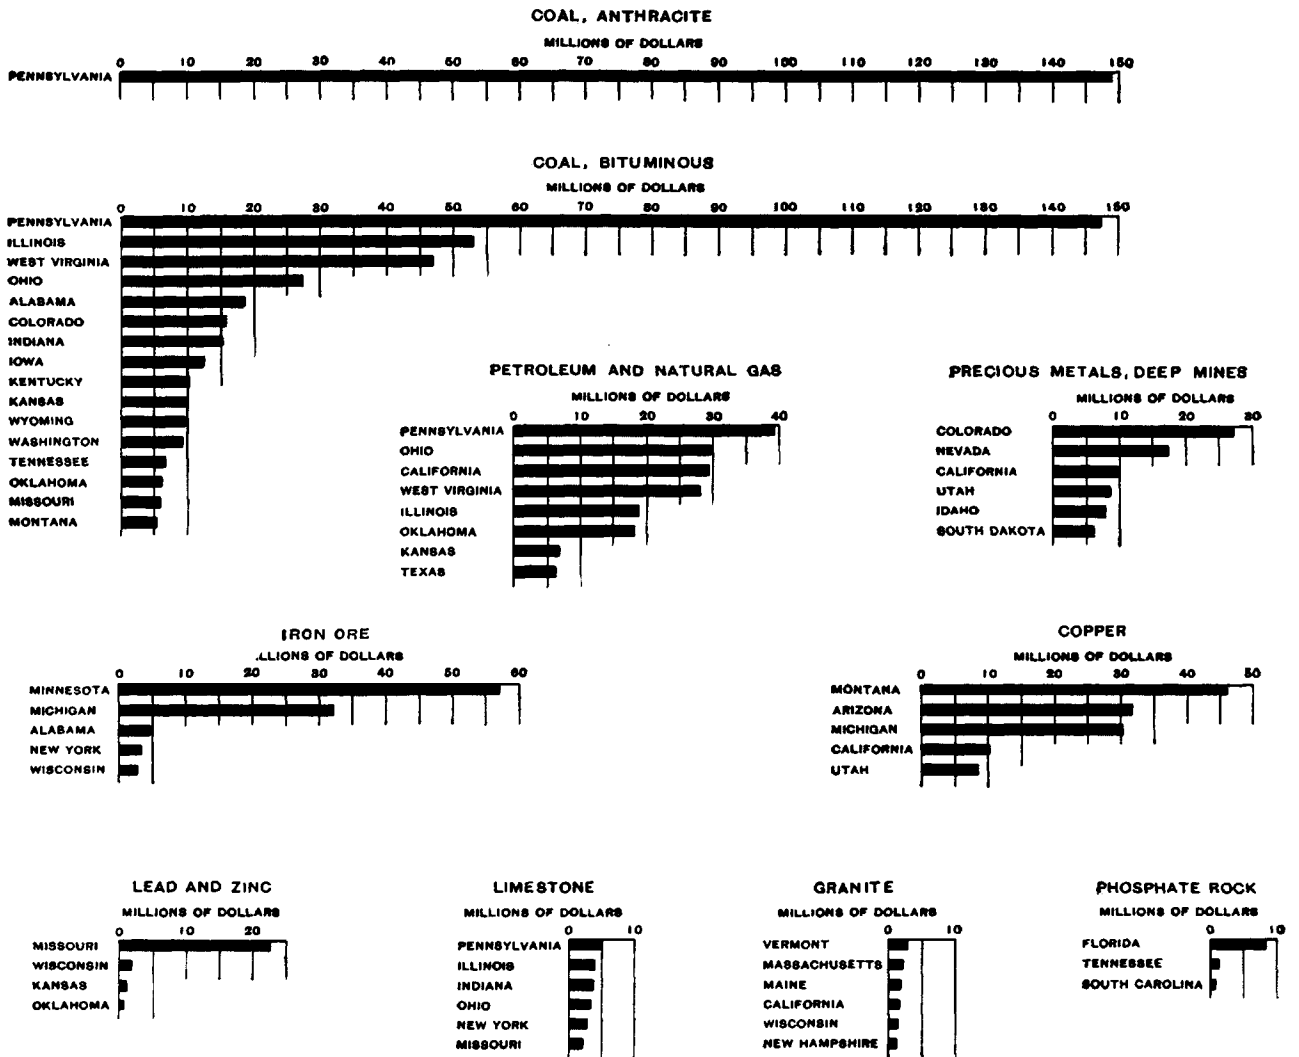 COAL, ANTHRACITE
MILLIONS OF DOLLARS
0 10 20 30 40 50 60 70 80 90 100 110 120 130 140 150
PENNSYLVANIA
COAL, BITUMINOUS
MILLIONS OF DOLLARS
0 10 20 30 40 50 60 70 80 90 100 110 120 130 140 150
PENNSYLVANIA
ILLINOIS
WEST VIRGINIA
OHIO
ALABAMA
COLORADO
INDIANA
IOWA
KENTUCKY
KANSAS
WYOMING
WASHINGTON
TENNESSEE
OKLAHOMA
MISSOURI
MONTANA
PETROLEUM AND NATURAL GAS
MILLIONS OF DOLLARS
0 10 20 30 40
PENNSYLVANIA
OHIO
CALIFORNIA
WEST VIRGINIA
ILLINOIS
OKLAHOMA
KANSAS
TEXAS
PRECIOUS METALS, DEEP MINES
MILLIONS OF DOLLARS
0 10 20 30
COLORADO
NEVADA
CALIFORNIA
UTAH
IDAHO
SOUTH DAKOTA
IRON ORE
LLIONS OF DOLLARS
0 10 20 30 40 50 60
MINNESOTA
MICHIGAN
ALABAMA
NEW YORK
WISCONSIN
COPPER
MILLIONS OF DOLLARS
0 10 20 30 40 50
MONTANA
ARIZONA
MICHIGAN
CALIFORNIA
UTAH
LEAD AND ZINC
MILLIONS OF DOLLARS
0 10 20
MISSOURI
WISCONSIN
KANSAS
OKLAHOMA
LIMESTONE
MILLIONS OF DOLLARS
0 10
PENNSYLVANIA
ILLINOIS
INDIANA
OHIO
NEW YORK
MISSOURI
GRANITE
MILLIONS OF DOLLARS
0 10
VERMONT
MASSACHUSETTS
MAINE
CALIFORNIA
WISCONSIN
NEW HAMPSHIRE
PHOSPHATE ROCK
MILLIONS OF DOLLARS
0 10
FLORIDA
TENNESSEE
SOUTH CAROLINA